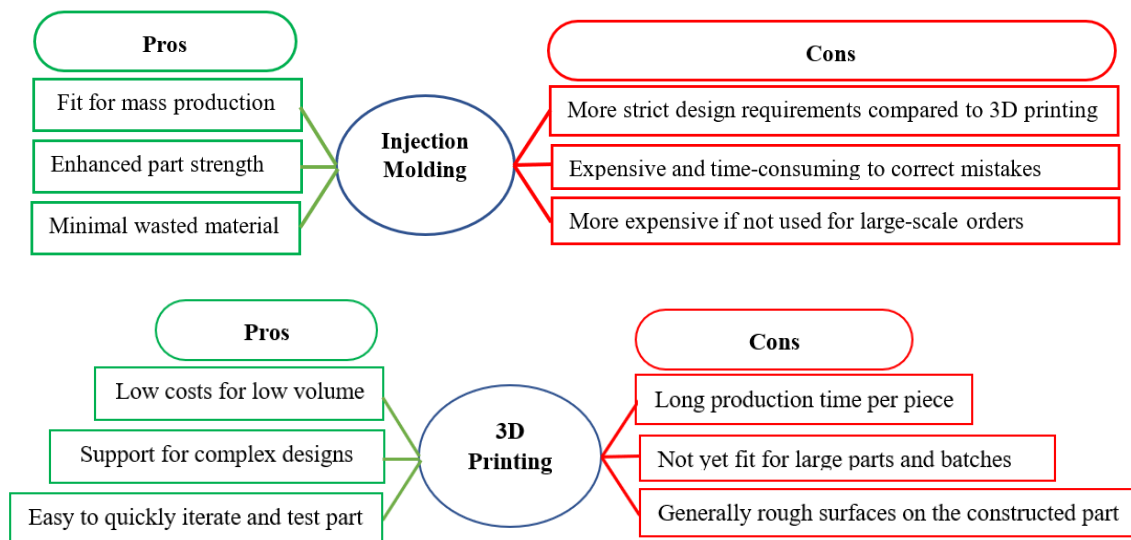 Pros
Cons
Fit for mass production
Enhanced part strength
Minimal wasted material
Injection
Molding
More strict design requirements compared to 3D printing
Expensive and time-consuming to correct mistakes
More expensive if not used for large-scale orders
Pros
Cons
Low costs for low volume
Support for complex designs
Easy to quickly iterate and test part
3D
Printing
Long production time per piece
Not yet fit for large parts and batches
Generally rough surfaces on the constructed part